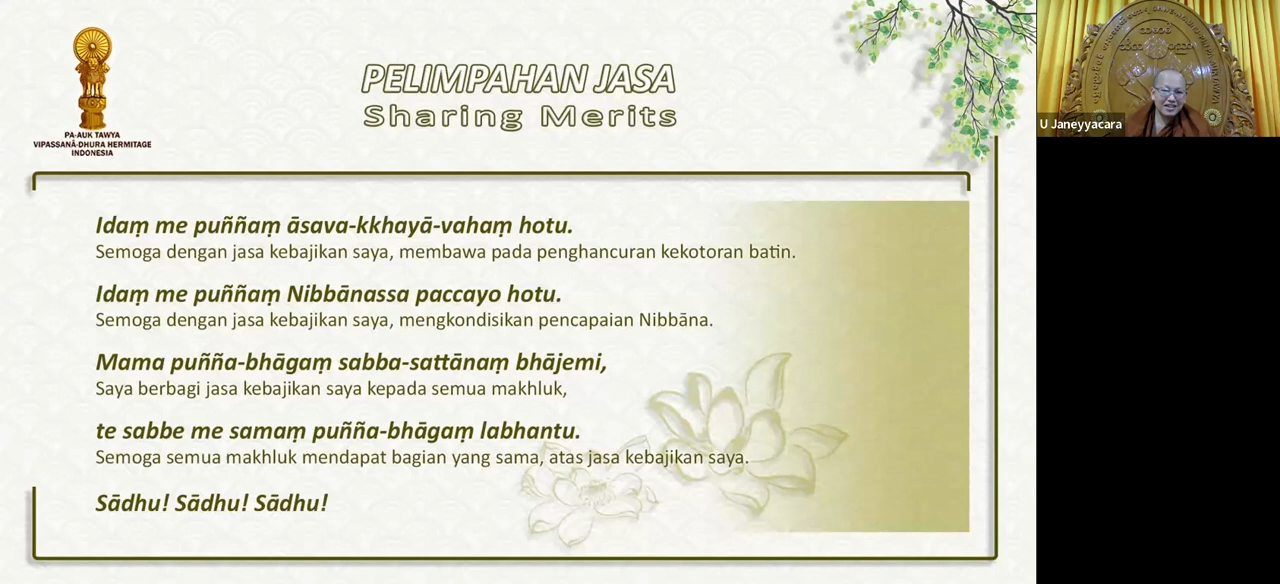 PELIMPAHAN JASA
Sharing Merits
PA-AUK TAWYA
VIPASSANĀ-DHURA HERMITAGE
INDONESIA
Idaṃ me puññaṃ āsava-kkhayā-vahaṃ hotu.
Semoga dengan jasa kebajikan saya, membawa pada penghancuran kekotoran batin.
Idaṃ me puññaṃ Nibbānassa paccayo hotu.
Semoga dengan jasa kebajikan saya, mengkondisikan pencapaian Nibbāna.
Mama puñña-bhāgaṃ sabba-sattānaṃ bhājemi,
Saya berbagi jasa kebajikan saya kepada semua makhluk,
te sabbe me samaṃ puñña-bhāgaṃ labhantu.
Semoga semua makhluk mendapat bagian yang sama, atas jasa kebajikan saya.
Sādhu! Sādhu! Sādhu!
U Janeyyacara